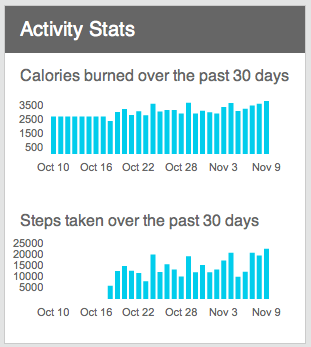 Activity Stats
Calories burned over the past 30 days
3500
2500
1500
500
Oct 10 Oct 16 Oct 22 Oct 28 Nov 3 Nov 9
Steps taken over the past 30 days
25000
20000
15000
10000
5000
Oct 10 Oct 16 Oct 22 Oct 28 Nov 3 Nov 9